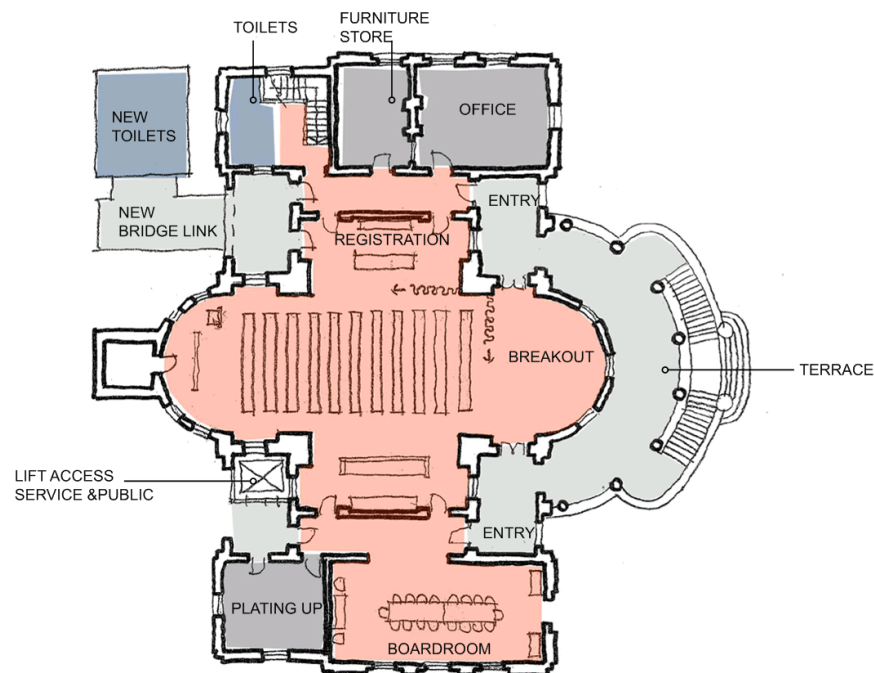 TOILETS
FURNITURE
STORE
NEW
TOILETS
OFFICE
NEW
BRIDGE LINK
ENTRY
REGISTRATION
BREAKOUT
TERRACE
LIFT ACCESS
SERVICE &PUBLIC
ENTRY
PLATING UP
BOARDROOM